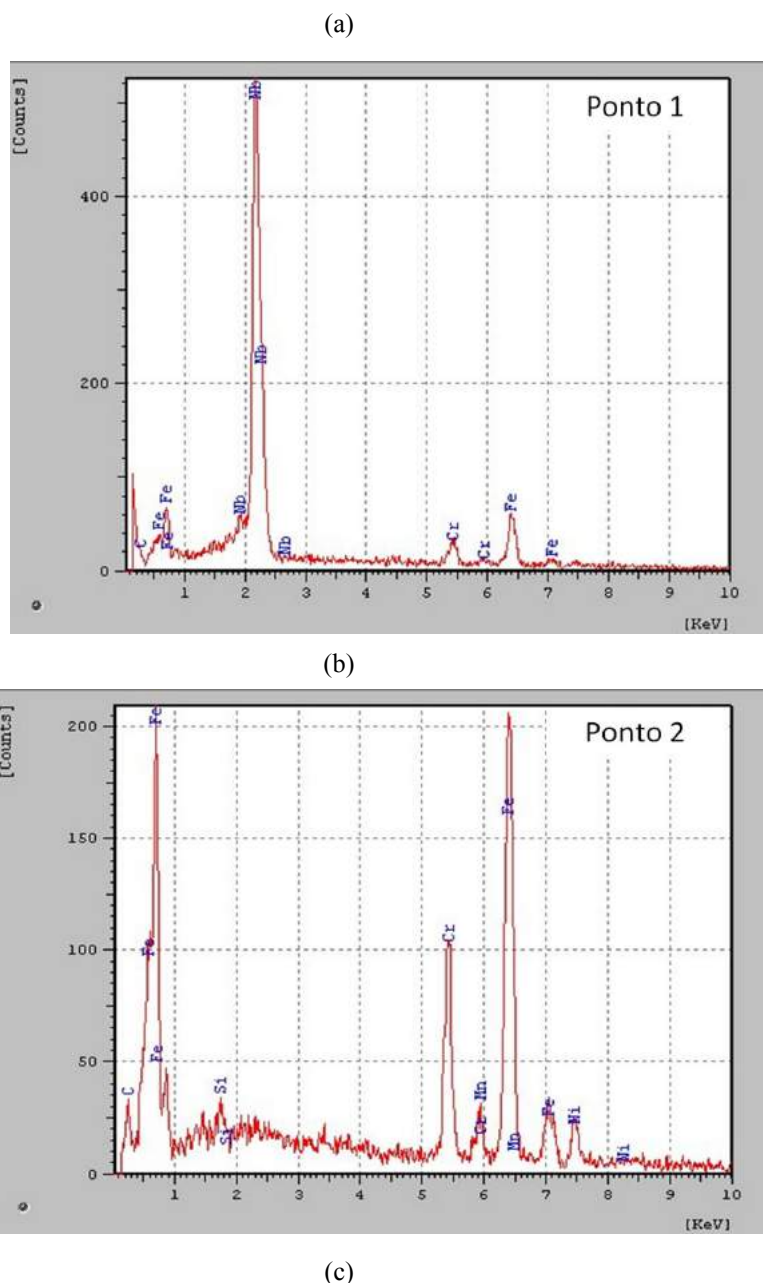 (a)
[Counts]
Ponto 1
Nb
400
Nb
200
Fe
Fe
C
Fe
Nb
Nb
Cr
Cr
Fe
Fe
0
1 2 3 4 5 6 7 8 9 10
[KeV]
(b)
[Counts]
Ponto 2
200
Fe
Fe
150
100
Fe
Cr
50
Fe
C
Si
Si
Mn
Cr
Mn
Fe
Ni
Ni
0
1 2 3 4 5 6 7 8 9 10
[KeV]
(c)